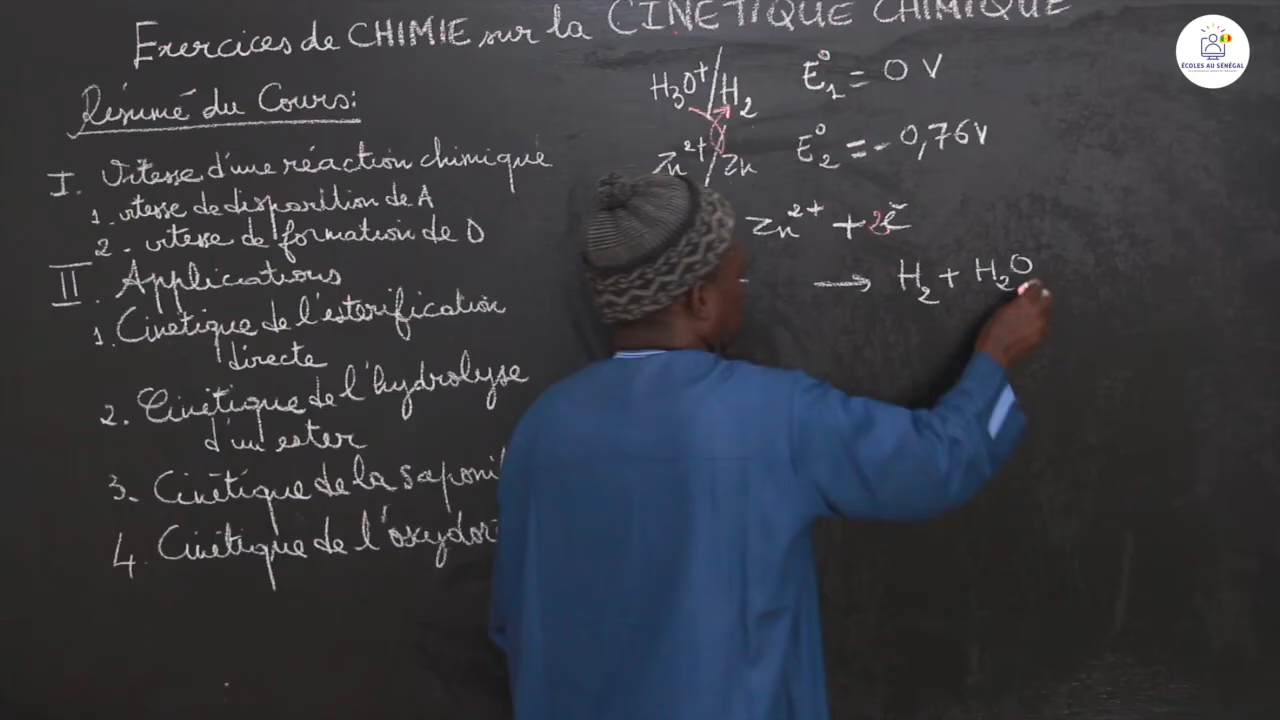 Exercices de CHIMIE sur la CINETIQUE CHIMIQUE
Résumé du Cours:
I. Vitesse d'une réaction chimique
1. vitesse de disparition de A
2. vitesse de formation de D
II. Applications
1. Cinétique de l'estérification
directe
2. Cinétique de l'hydrolyse
d'un ester
3. Cinétique de la saponi
4. Cinétique de l'oxydor
H₃O⁺/H₂ E₁⁰ = 0 V
Zn²⁺/Zn E₂⁰ = - 0,76V
Zn²⁺ + 2e⁻
→ H₂ + H₂O
ÉCOLES AU SÉNÉGAL